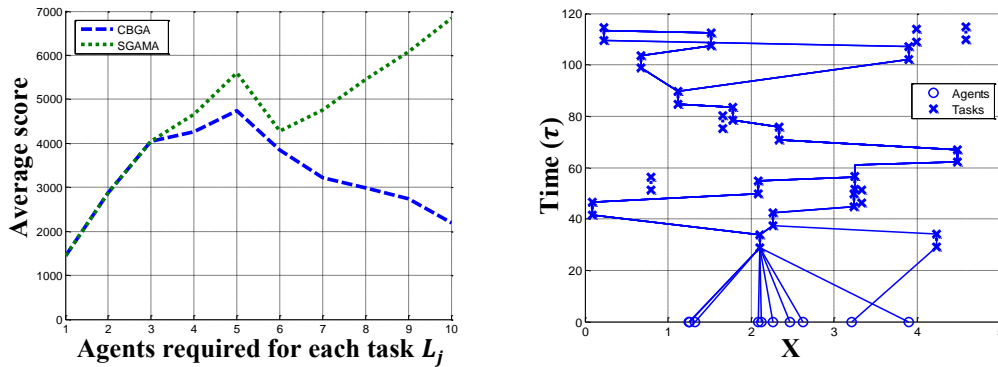 7000
6000
5000
4000
3000
2000
1000
0
CBGA
SGAMA
Average score
1 2 3 4 5 6 7 8 9 10
Agents required for each task L_j
120
100
80
60
40
20
0
Agents
Tasks
Time (τ)
0 1 2 3 4 5
X